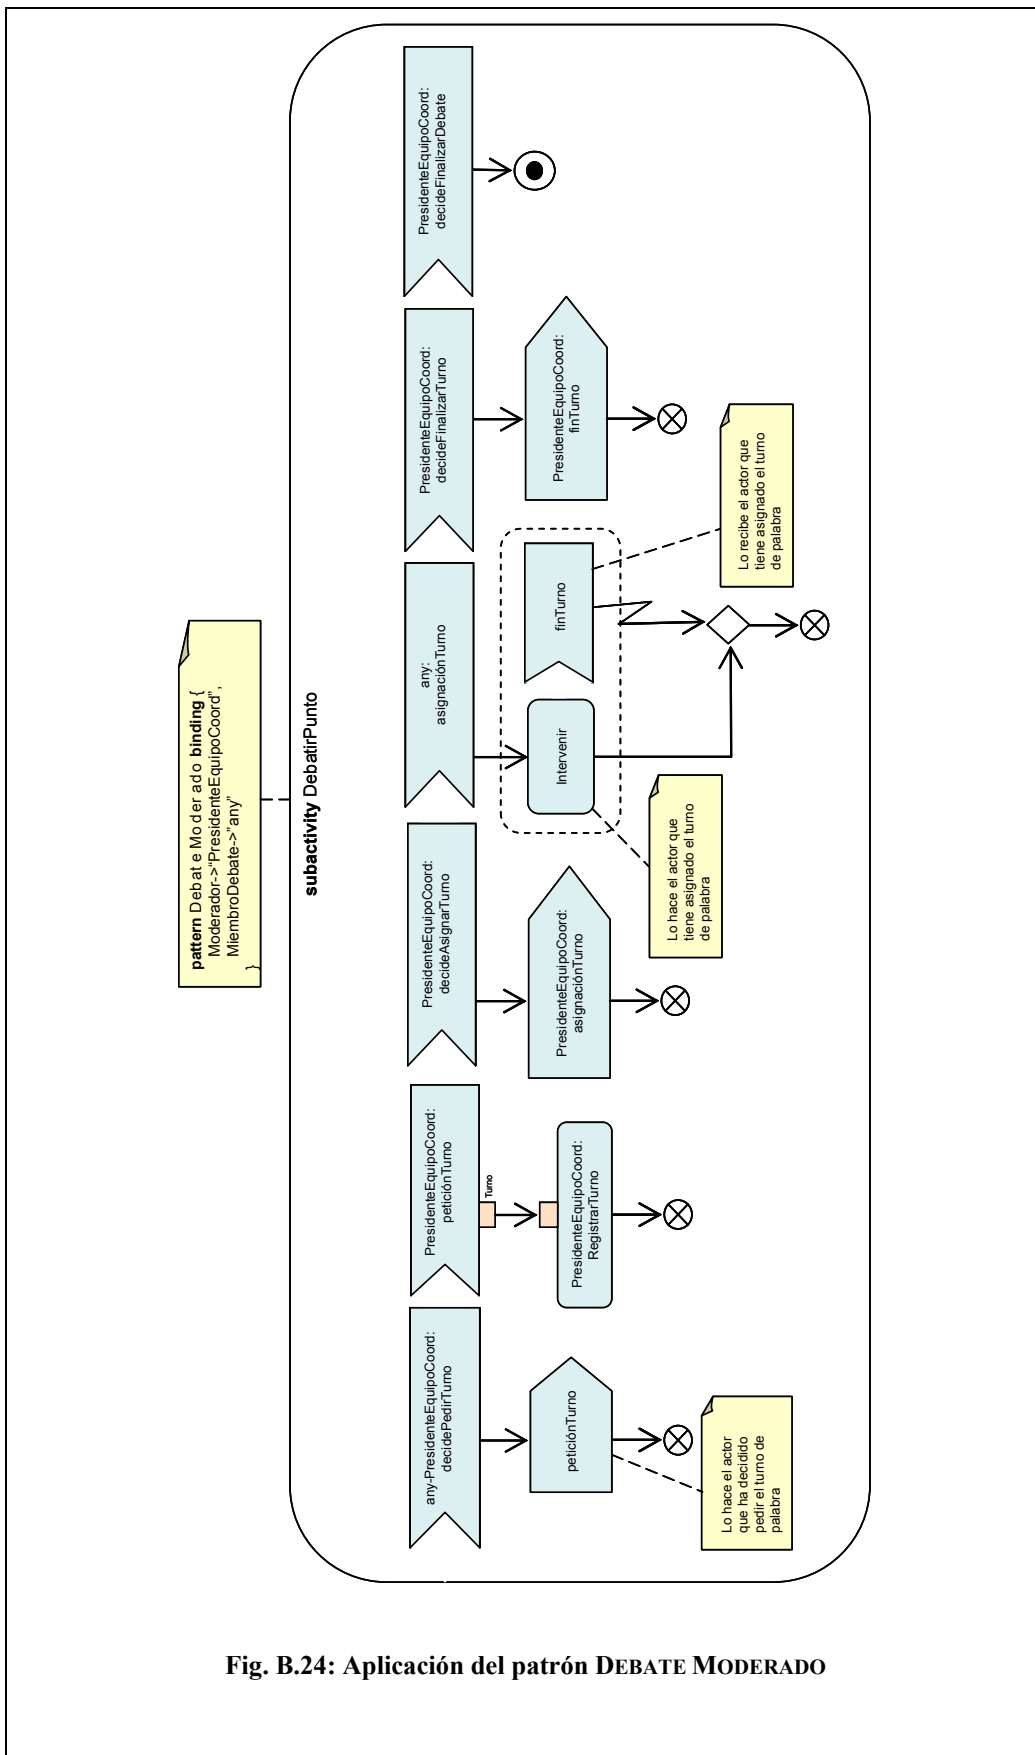 pattern Debate Moderado binding {
Moderador->"PresidenteEquipoCoord",
MiembroDebate->"any"
}
subactivity DebatirPunto
any-PresidenteEquipoCoord:
decidePedirTurno
peticiónTurno
Lo hace el actor
que ha decidido
pedir el turno de
palabra
PresidenteEquipoCoord:
peticiónTurno
Turno
PresidenteEquipoCoord:
RegistrarTurno
PresidenteEquipoCoord:
decideAsignarTurno
PresidenteEquipoCoord:
asignaciónTurno
any:
asignaciónTurno
Intervenir
finTurno
Lo hace el actor que
tiene asignado el turno
de palabra
Lo recibe el actor que
tiene asignado el turno
de palabra
PresidenteEquipoCoord:
decideFinalizarTurno
PresidenteEquipoCoord:
finTurno
PresidenteEquipoCoord:
decideFinalizarDebate
Fig. B.24: Aplicación del patrón DEBATE MODERADO